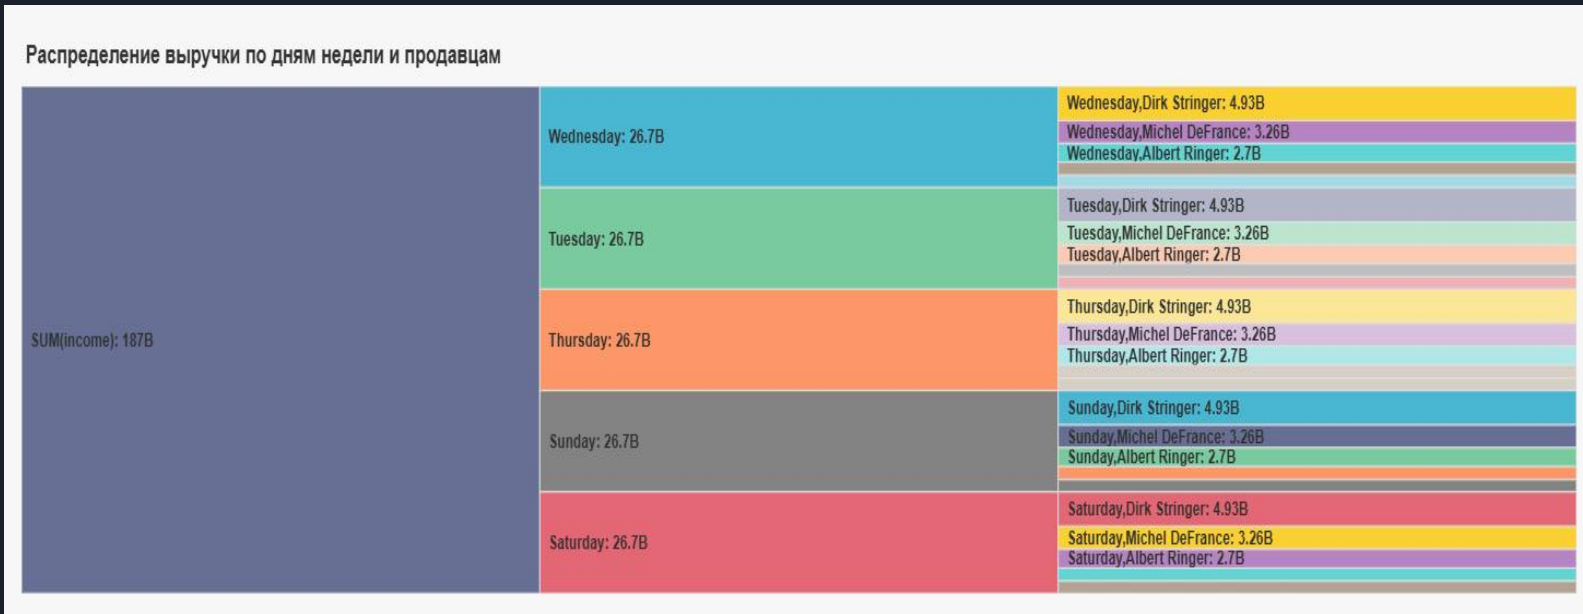 Распределение выручки по дням недели и продавцам
SUM(income): 187B
Wednesday: 26.7B
Tuesday: 26.7B
Thursday: 26.7B
Sunday: 26.7B
Saturday: 26.7B
Wednesday,Dirk Stringer: 4.93B
Wednesday,Michel DeFrance: 3.26B
Wednesday,Albert Ringer: 2.7B
Tuesday,Dirk Stringer: 4.93B
Tuesday,Michel DeFrance: 3.26B
Tuesday,Albert Ringer: 2.7B
Thursday,Dirk Stringer: 4.93B
Thursday,Michel DeFrance: 3.26B
Thursday,Albert Ringer: 2.7B
Sunday,Dirk Stringer: 4.93B
Sunday,Michel DeFrance: 3.26B
Sunday,Albert Ringer: 2.7B
Saturday,Dirk Stringer: 4.93B
Saturday,Michel DeFrance: 3.26B
Saturday,Albert Ringer: 2.7B